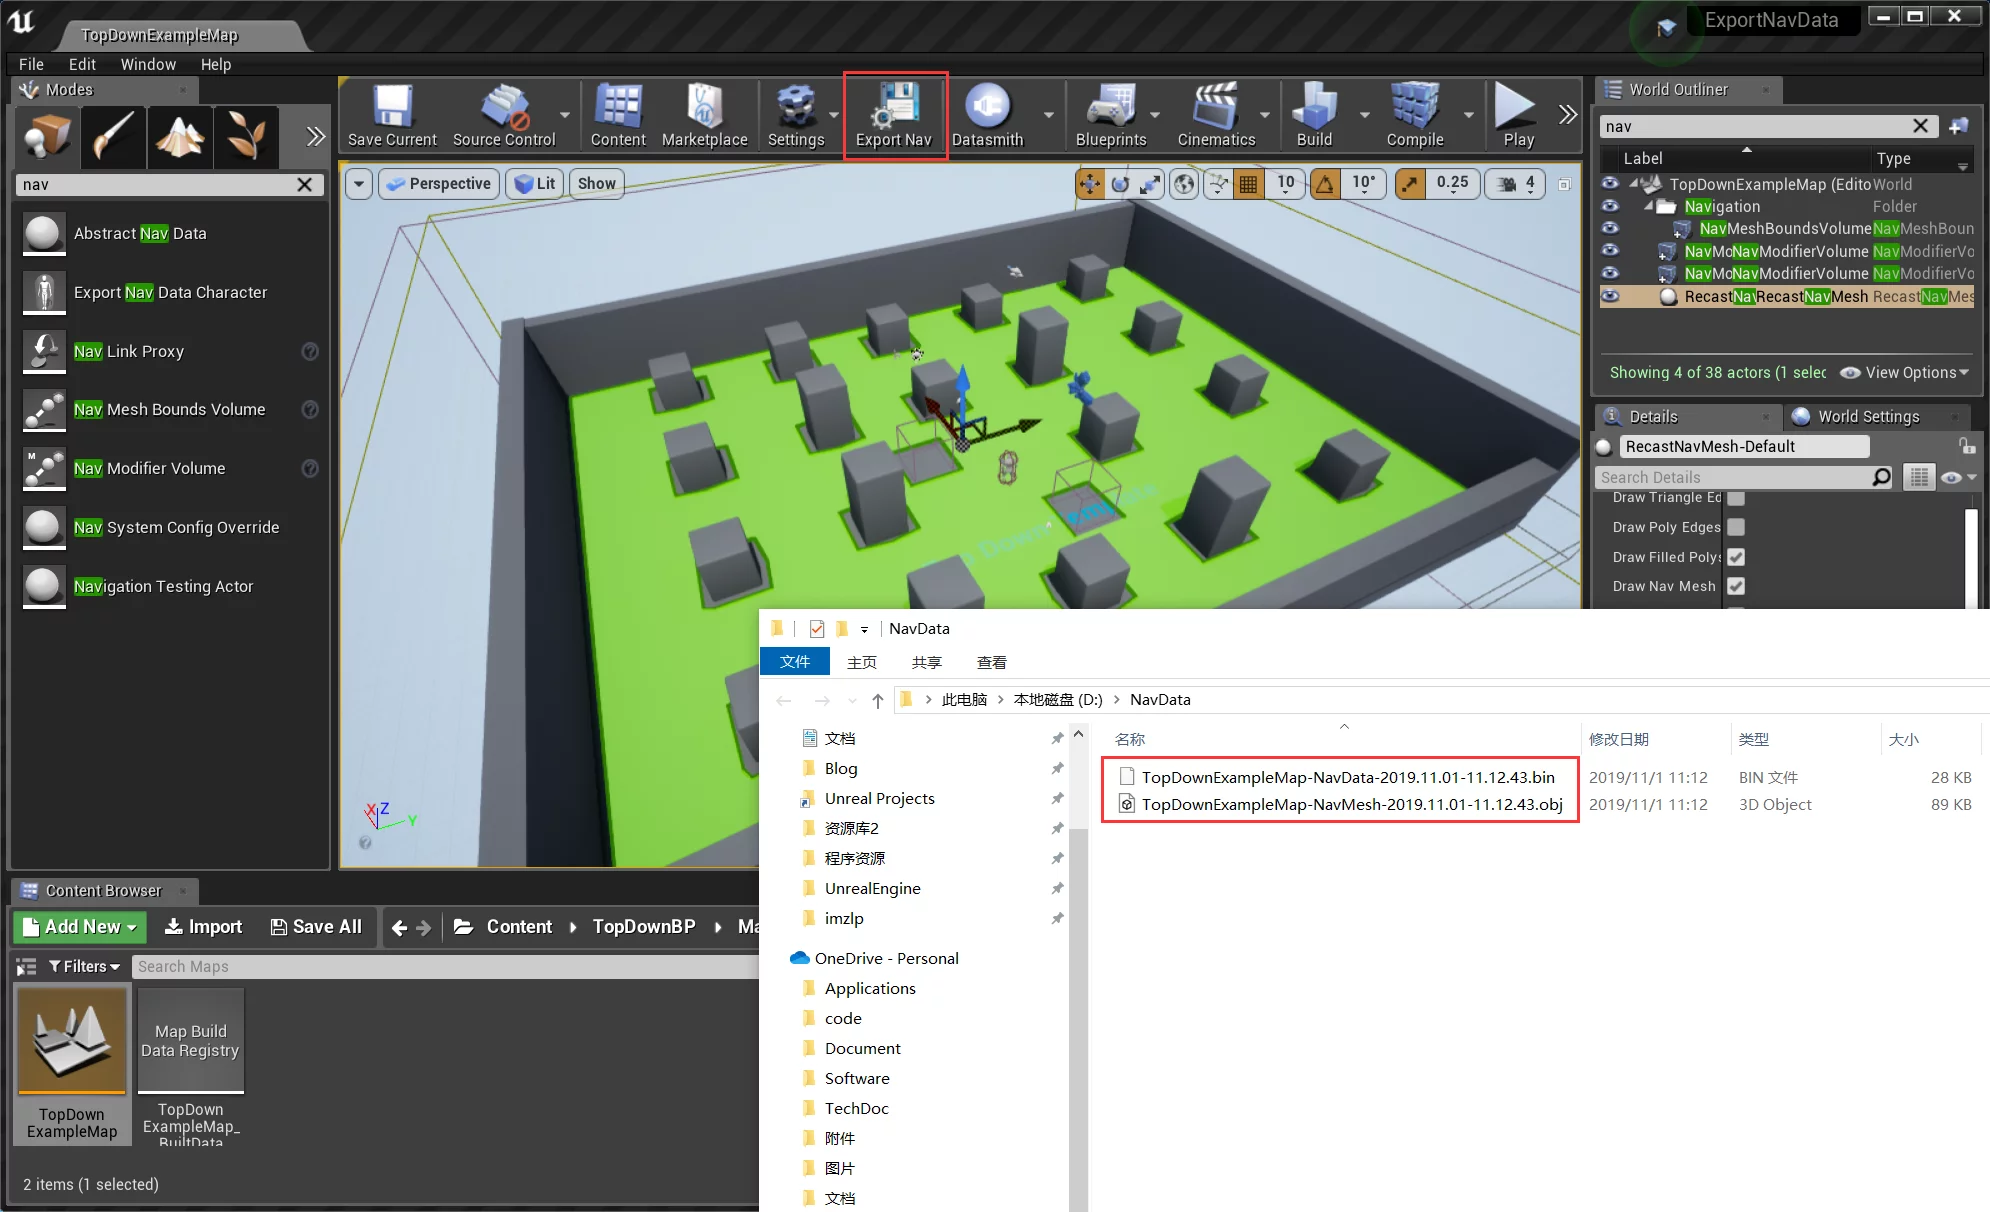 TopDownExampleMap
ExportNavData
File Edit Window Help
Modes
nav
Abstract Nav Data
Export Nav Data Character
Nav Link Proxy
Nav Mesh Bounds Volume
Nav Modifier Volume
Nav System Config Override
Navigation Testing Actor
Save Current
Source Control
Content
Marketplace
Settings
Export Nav
Datasmith
Blueprints
Cinematics
Build
Compile
Play
Perspective
Lit
Show
10
10°
0.25
4
X Z Y
World Outliner
nav
Label Type
TopDownExampleMap (Edito World
Navigation Folder
NavMeshBoundsVolume NavMeshBoun
NavMoNavModifierVolume NavModifierVo
NavMoNavModifierVolume NavModifierVo
RecastNavRecastNavMesh RecastNavMes
Showing 4 of 38 actors (1 selec
View Options
Details
World Settings
RecastNavMesh-Default
Search Details
Draw Triangle Ed
Draw Poly Edges
Draw Filled Polys
Draw Nav Mesh
Content Browser
Add New
Import
Save All
Content
TopDownBP
Ma
Filters
Search Maps
TopDown
ExampleMap
Map Build
Data Registry
TopDown
ExampleMap_
BuiltData
2 items (1 selected)
NavData
文件 主页 共享 查看
此电脑 > 本地磁盘 (D:) > NavData
文档
Blog
Unreal Projects
资源库2
程序资源
UnrealEngine
imzlp
OneDrive - Personal
Applications
code
Document
Software
TechDoc
附件
图片
文档
名称 修改日期 类型 大小
TopDownExampleMap-NavData-2019.11.01-11.12.43.bin 2019/11/1 11:12 BIN 文件 28 KB
TopDownExampleMap-NavMesh-2019.11.01-11.12.43.obj 2019/11/1 11:12 3D Object 89 KB